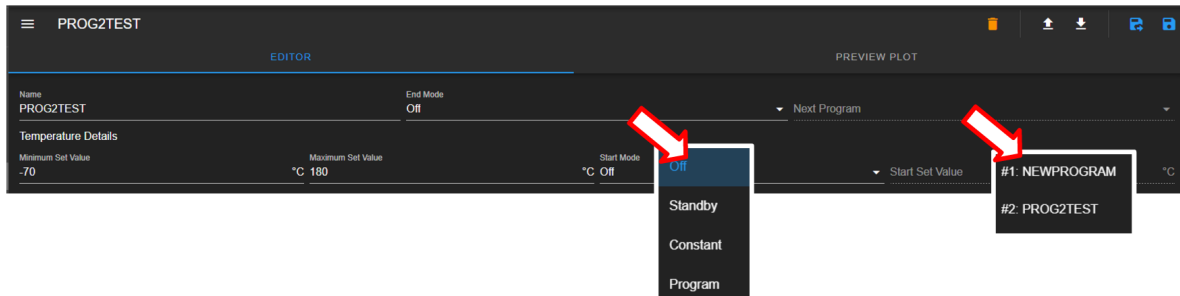 PROG2TEST
EDITOR
PREVIEW PLOT
Name
PROG2TEST
End Mode
Off
Next Program
Temperature Details
Minimum Set Value
-70
°C
Maximum Set Value
180
°C
Start Mode
Off
Start Set Value
°C
Off
Standby
Constant
Program
#1: NEWPROGRAM
#2: PROG2TEST